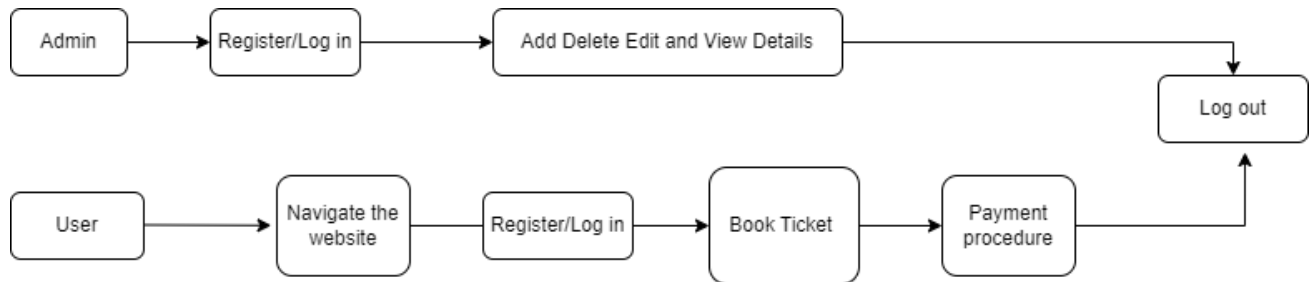 Admin
Register/Log in
Add Delete Edit and View Details
Log out
User
Navigate the
website
Register/Log in
Book Ticket
Payment
procedure